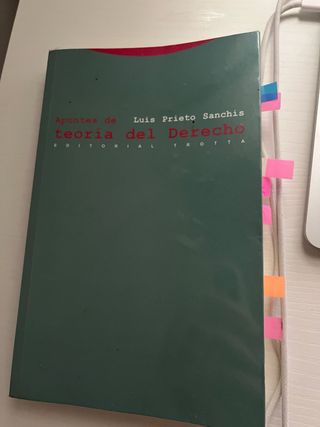 Apuntes de Luis Prieto Sanchís
teoría del Derecho
EDITORIAL TROTTA